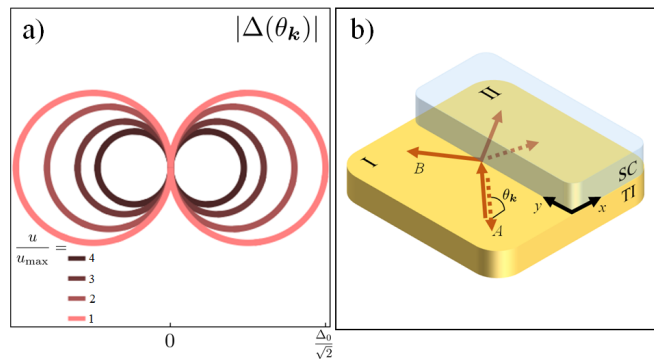 a)
|Δ(θ_k)|
u/u_max =
4
3
2
1
0
Δ_0/√2
b)
I
II
B
A
θ_k
y
x
SC
TI